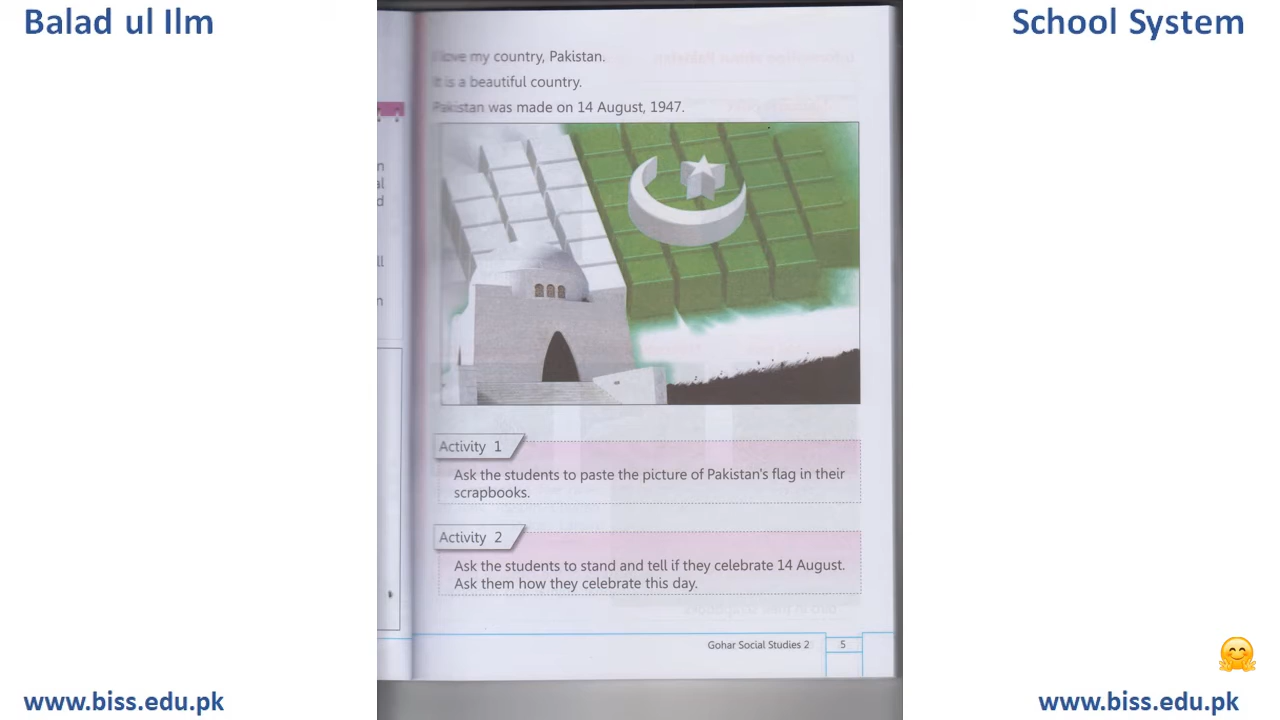 Balad ul Ilm
School System
I love my country, Pakistan.
It is a beautiful country.
Pakistan was made on 14 August, 1947.
Activity 1
Ask the students to paste the picture of Pakistan's flag in their
scrapbooks.
Activity 2
Ask the students to stand and tell if they celebrate 14 August.
Ask them how they celebrate this day.
Gohar Social Studies 2
5
www.biss.edu.pk
www.biss.edu.pk